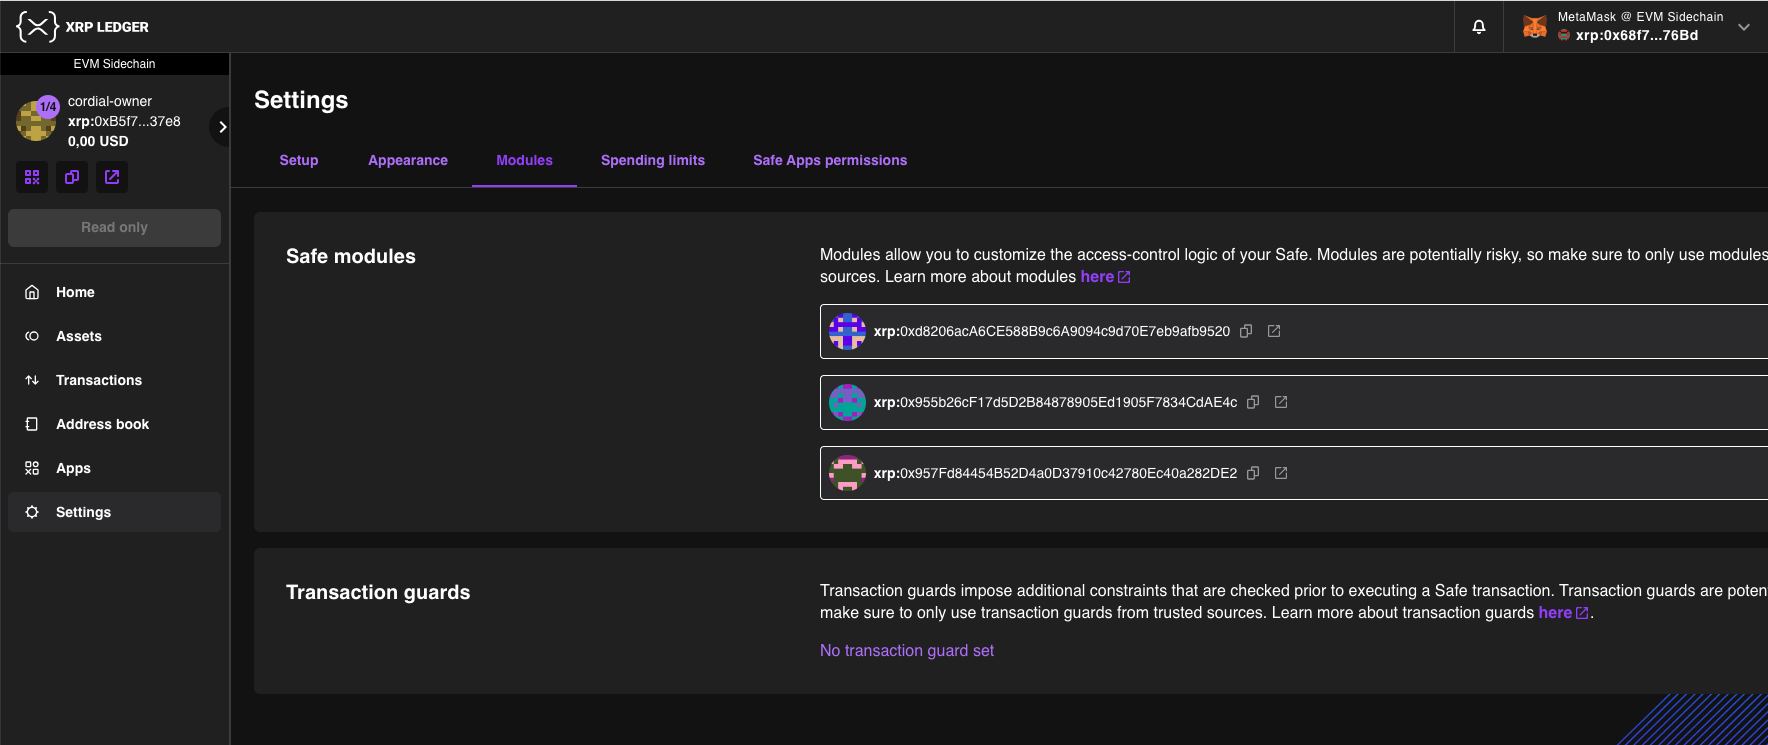 XRP LEDGER
MetaMask @ EVM Sidechain
xrp:0x68f7...76Bd
EVM Sidechain
1/4
cordial-owner
xrp:0xB5f7...37e8
0,00 USD
Read only
Home
Assets
Transactions
Address book
Apps
Settings
Settings
Setup Appearance Modules Spending limits Safe Apps permissions
Safe modules
Modules allow you to customize the access-control logic of your Safe. Modules are potentially risky, so make sure to only use modules
sources. Learn more about modules here
xrp:0xd8206acA6CE588B9c6A9094c9d70E7eb9afb9520
xrp:0x955b26cF17d5D2B84878905Ed1905F7834CdAE4c
xrp:0x957Fd84454B52D4a0D37910c42780Ec40a282DE2
Transaction guards
Transaction guards impose additional constraints that are checked prior to executing a Safe transaction. Transaction guards are poten
make sure to only use transaction guards from trusted sources. Learn more about transaction guards here.
No transaction guard set